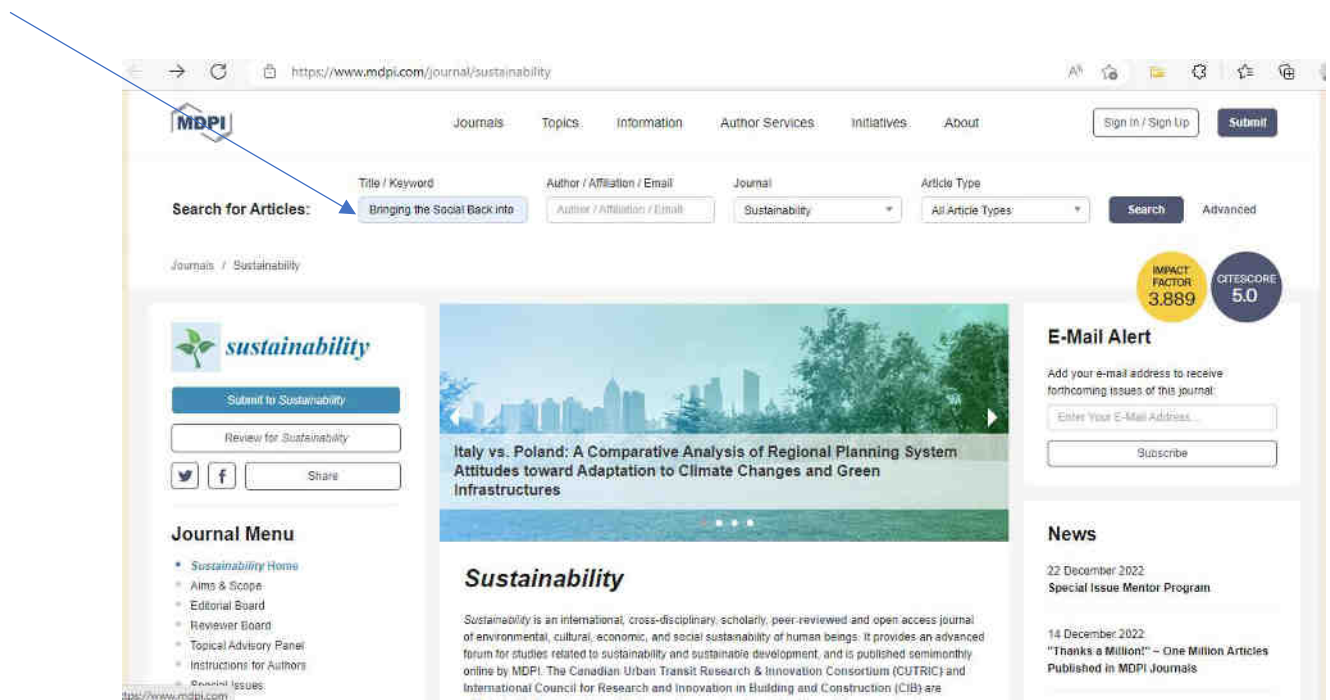 https://www.mdpi.com/journal/sustainability
MDPI
Journals Topics Information Author Services Initiatives About
Sign In / Sign Up Submit
Title / Keyword Author / Affiliation / Email Journal Article Type
Search for Articles: Bringing the Social Back into Author / Affiliation / Email Sustainability All Article Types Search Advanced
Journals / Sustainability
IMPACT FACTOR 3.889
CITESCORE 5.0
sustainability
Submit to Sustainability
Review for Sustainability
Share
Journal Menu
Sustainability Home
Aims & Scope
Editorial Board
Reviewer Board
Topical Advisory Panel
Instructions for Authors
Special Issues
Italy vs. Poland: A Comparative Analysis of Regional Planning System
Attitudes toward Adaptation to Climate Changes and Green
Infrastructures
Sustainability
Sustainability is an international, cross-disciplinary, scholarly, peer-reviewed and open access journal
of environmental, cultural, economic, and social sustainability of human beings. It provides an advanced
forum for studies related to sustainability and sustainable development, and is published semimonthly
online by MDPI. The Canadian Urban Transit Research & Innovation Consortium (CUTRIC) and
International Council for Research and Innovation in Building and Construction (CIB) are
E-Mail Alert
Add your e-mail address to receive
forthcoming issues of this journal:
Enter Your E-Mail Address...
Subscribe
News
22 December 2022
Special Issue Mentor Program
14 December 2022
"Thanks a Million!" – One Million Articles
Published in MDPI Journals
tps://www.mdpi.com